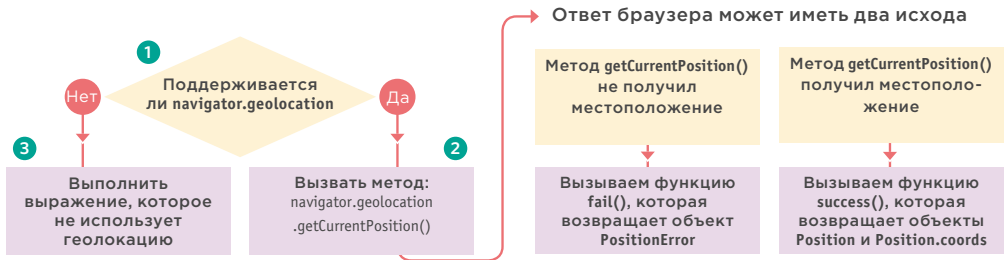 1
Поддерживается
ли navigator.geolocation
Нет
Да
3
Выполнить
выражение, которое
не использует
геолокацию
2
Вызвать метод:
navigator.geolocation
.getCurrentPosition()
Ответ браузера может иметь два исхода
Метод getCurrentPosition()
не получил
местоположение
Вызываем функцию
fail(), которая
возвращает объект
PositionError
Метод getCurrentPosition()
получил местополо-
жение
Вызываем функцию
success(), которая
возвращает объекты
Position и Position.coords